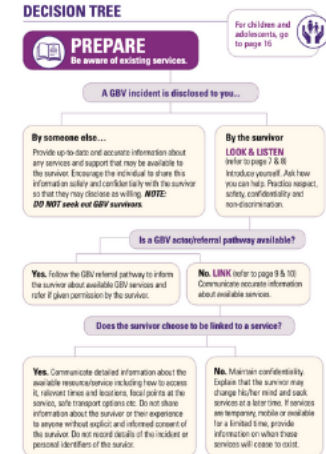 DECISION TREE
For children and
adolescents, go
to page 16
PREPARE
Be aware of existing services.
A GBV incident is disclosed to you...
By someone else...
Provide up-to-date and accurate information about
any services and support that may be available to
the survivor. Encourage the individual to share this
information safely and confidentially with the survivor
so that they may disclose as willing. NOTE:
DO NOT seek out GBV survivors.
By the survivor
LOOK & LISTEN
(refer to page 7 & 8)
Introduce yourself. Ask how
you can help. Practice respect,
safety, confidentiality and
non-discrimination.
Is a GBV actor/referral pathway available?
Yes. Follow the GBV referral pathway to inform
the survivor about available GBV services and
refer if given permission by the survivor.
No. LINK (refer to page 9 & 10)
Communicate accurate information
about available services.
Does the survivor choose to be linked to a service?
Yes. Communicate detailed information about the
available resource/service including how to access
it, relevant times and locations, focal points at the
service, safe transport options etc. Do not share
information about the survivor or their experience
to anyone without explicit and informed consent of
the survivor. Do not record details of the incident or
personal identifiers of the survivor.
No. Maintain confidentiality.
Explain that the survivor may
change his/her mind and seek
services at a later time. If services
are temporary, mobile or available
for a limited time, provide
information on when these
services will cease to exist.